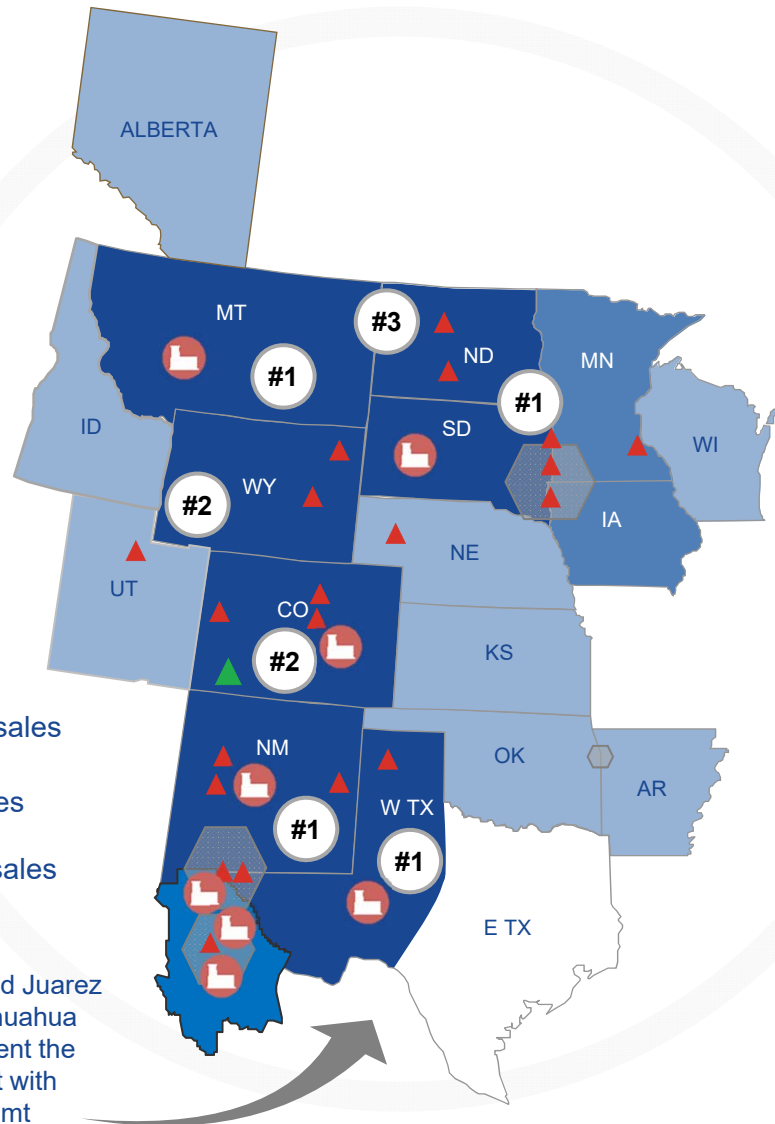 ALBERTA
MT
#3
ND
MN
#1
#1
SD
WI
ID
WY
#2
IA
NE
UT
CO
#2
KS
sales
NM
OK
AR
es
W TX
#1
#1
sales
E TX
d Juarez
uahua
ent the
t with
mt